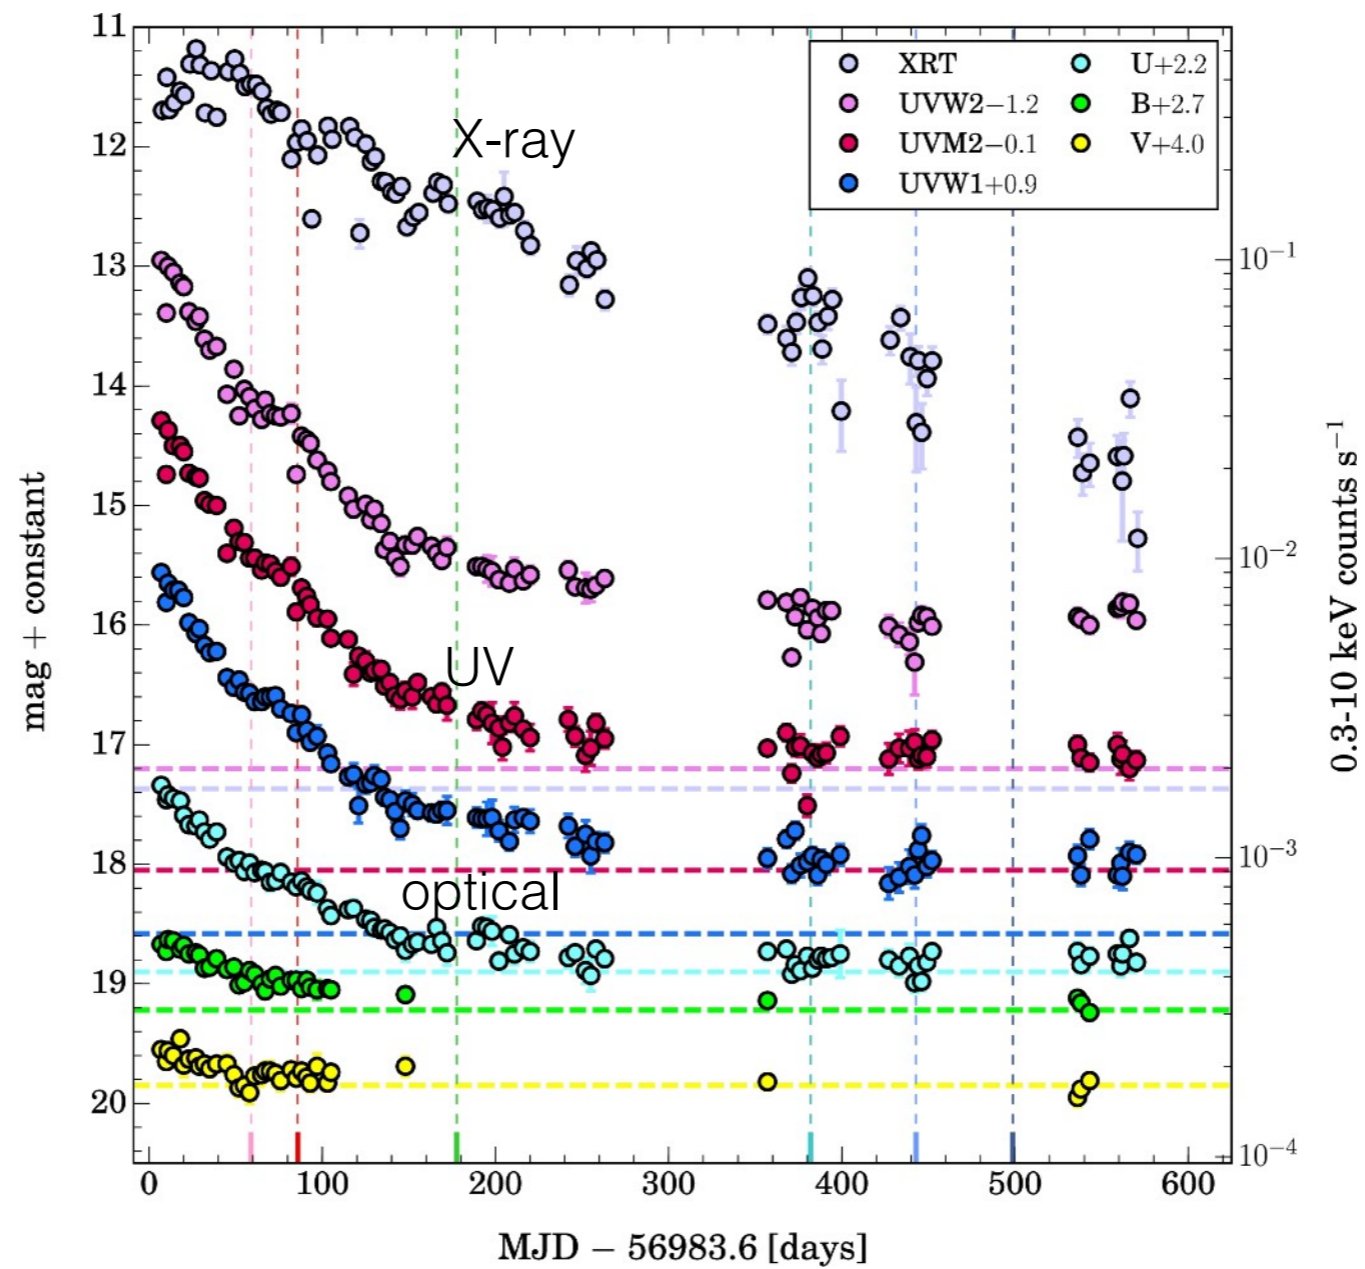 11
12
13
14
15
16
17
18
19
20
mag + constant
X-ray
UV
optical
XRT
UVW2−1.2
UVM2−0.1
UVW1+0.9
U+2.2
B+2.7
V+4.0
10⁻¹
10⁻²
10⁻³
10⁻⁴
0.3-10 keV counts s⁻¹
0 100 200 300 400 500 600
MJD − 56983.6 [days]